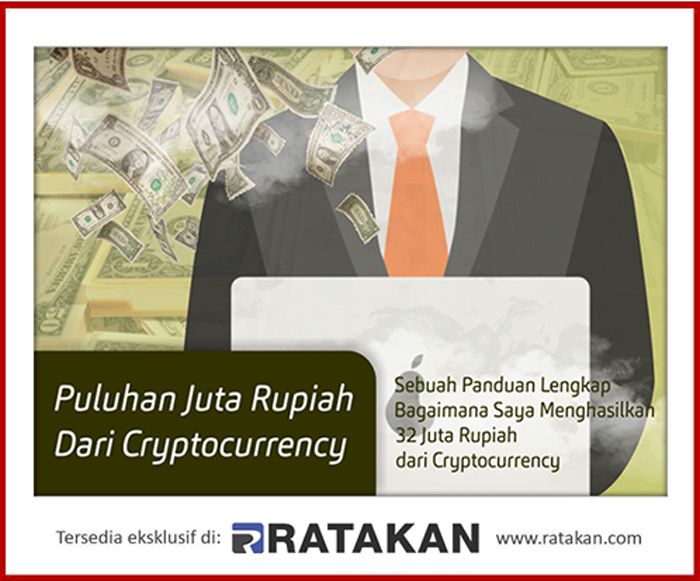 Puluhan Juta Rupiah
Dari Cryptocurrency
Sebuah Panduan Lengkap
Bagaimana Saya Menghasilkan
32 Juta Rupiah
dari Cryptocurrency
Tersedia eksklusif di: RATAKAN www.ratakan.com